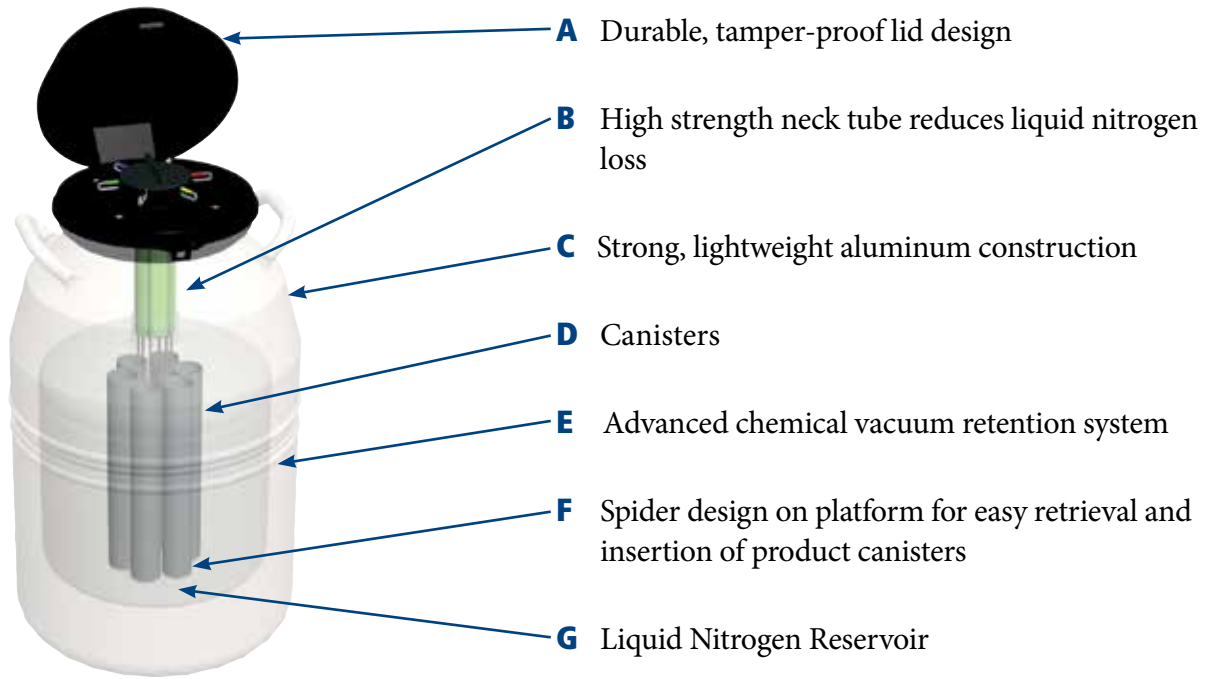 A Durable, tamper-proof lid design
B High strength neck tube reduces liquid nitrogen
loss
C Strong, lightweight aluminum construction
D Canisters
E Advanced chemical vacuum retention system
F Spider design on platform for easy retrieval and
insertion of product canisters
G Liquid Nitrogen Reservoir